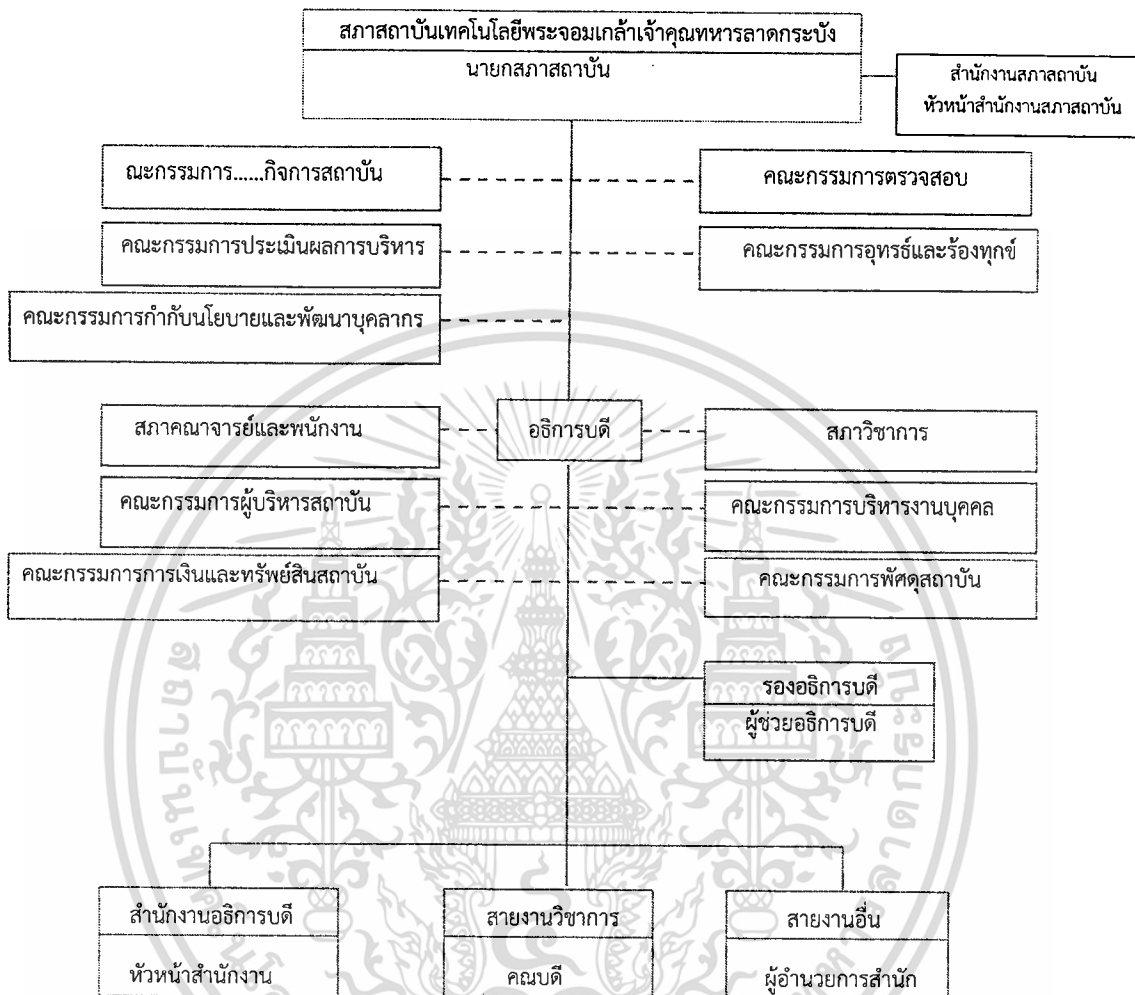 สภาสถาบันเทคโนโลยีพระจอมเกล้าเจ้าคุณทหารลาดกระบัง
นายกสภาสถาบัน
สำนักงานสภาสถาบัน
หัวหน้าสำนักงานสภาสถาบัน
ณะกรรมการ......กิจการสถาบัน
คณะกรรมการตรวจสอบ
คณะกรรมการประเมินผลการบริหาร
คณะกรรมการอุทรธ์และร้องทุกข์
คณะกรรมการกำกับนโยบายและพัฒนาบุคลากร
สภาคณาจารย์และพนักงาน
อธิการบดี
สภาวิชาการ
คณะกรรมการผู้บริหารสถาบัน
คณะกรรมการบริหารงานบุคคล
คณะกรรมการการเงินและทรัพย์สินสถาบัน
คณะกรรมการพัศดุสถาบัน
รองอธิการบดี
ผู้ช่วยอธิการบดี
สำนักงานอธิการบดี
สายงานวิชาการ
สายงานอื่น
หัวหน้าสำนักงาน
คณบดี
ผู้อำนวยการสำนัก